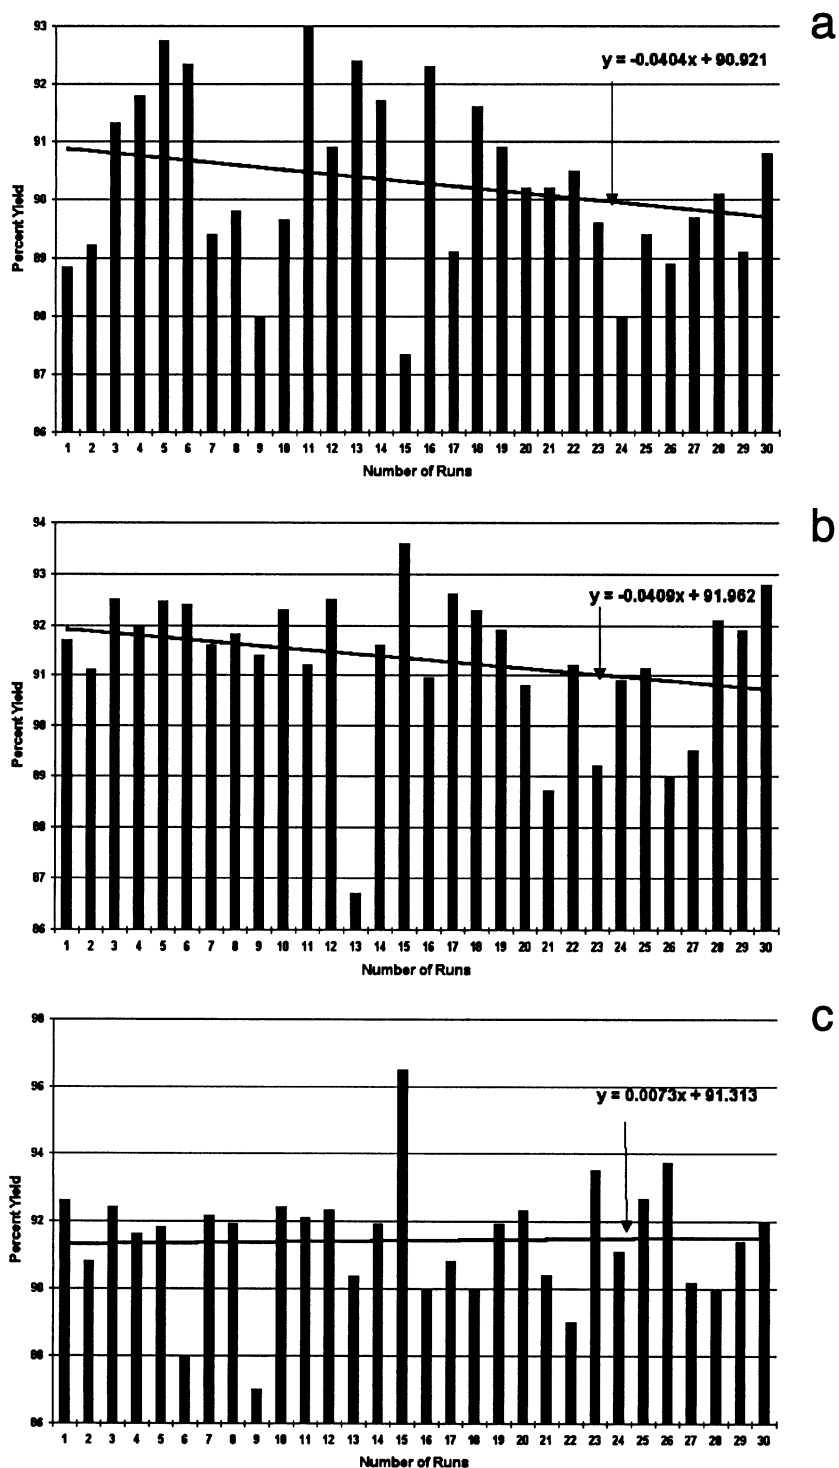 a
93
92
91
90
89
88
87
86
Percent Yield
y = -0.0404x + 90.921
1 2 3 4 5 6 7 8 9 10 11 12 13 14 15 16 17 18 19 20 21 22 23 24 25 26 27 28 29 30
Number of Runs
b
94
93
92
91
90
89
88
87
86
Percent Yield
y = -0.0409x + 91.962
1 2 3 4 5 6 7 8 9 10 11 12 13 14 15 16 17 18 19 20 21 22 23 24 25 26 27 28 29 30
Number of Runs
c
98
96
94
92
90
88
86
Percent Yield
y = 0.0073x + 91.313
1 2 3 4 5 6 7 8 9 10 11 12 13 14 15 16 17 18 19 20 21 22 23 24 25 26 27 28 29 30
Number of Runs